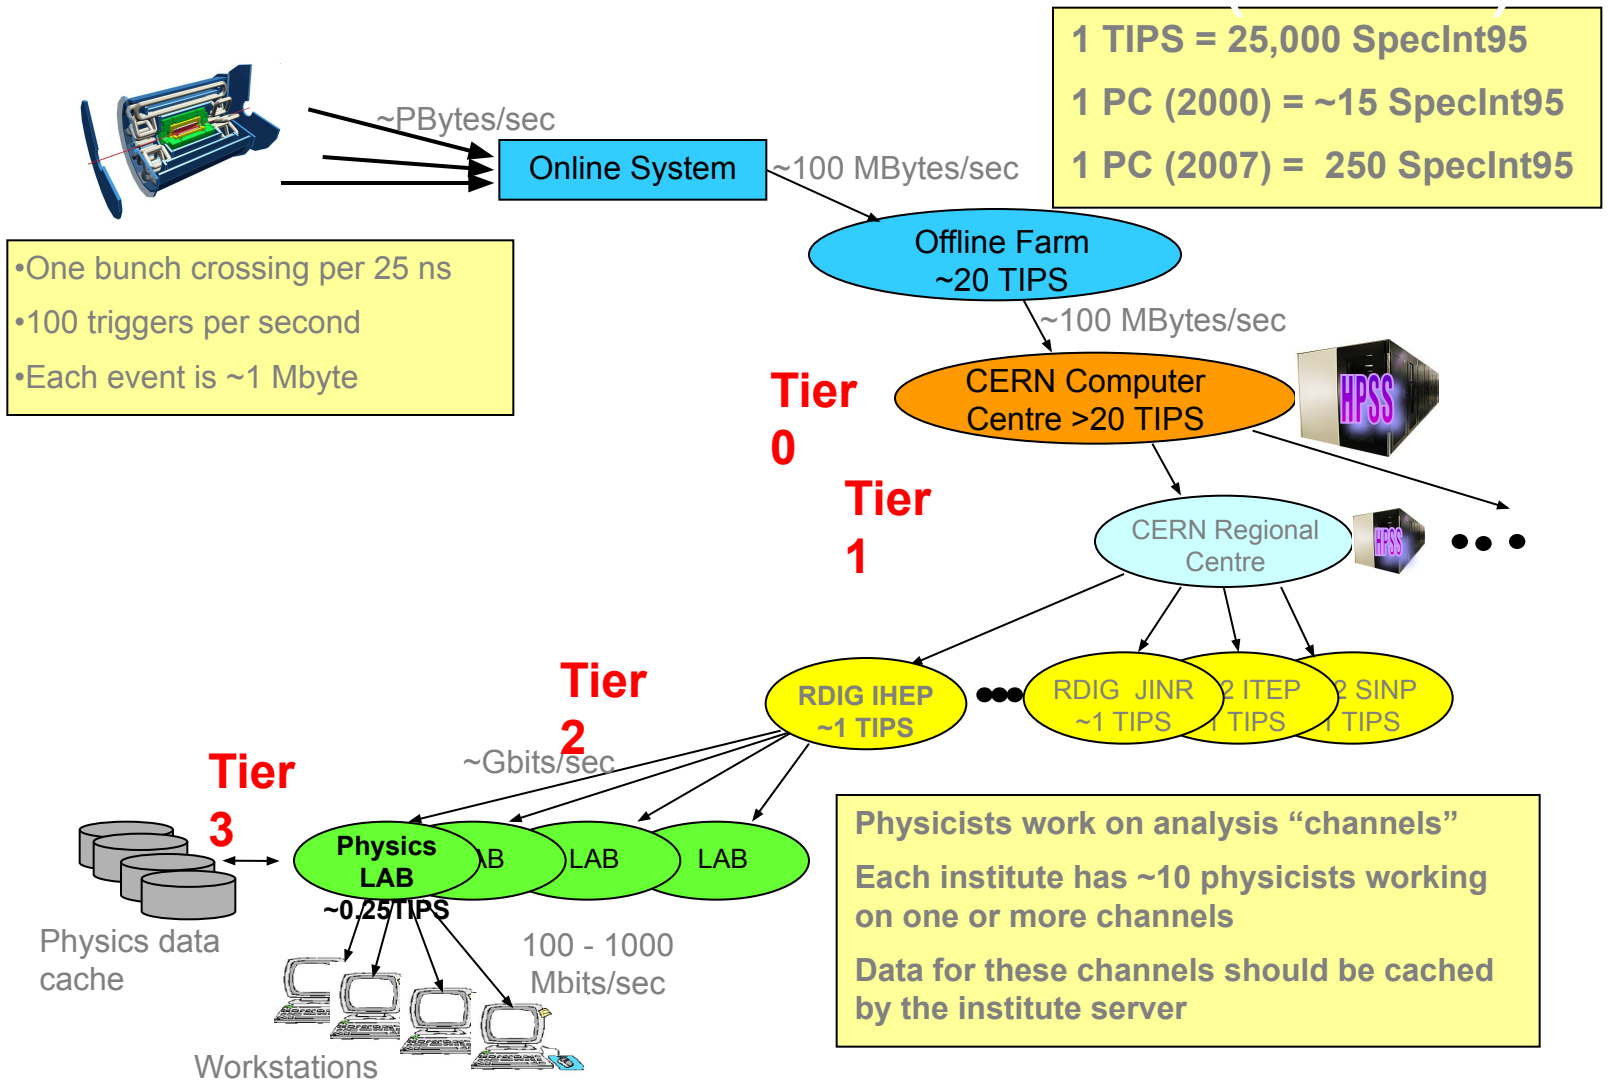 1 TIPS = 25,000 SpecInt95
1 PC (2000) = ~15 SpecInt95
1 PC (2007) =  250 SpecInt95
~PBytes/sec
Online System
~100 MBytes/sec
Offline Farm
~20 TIPS
•One bunch crossing per 25 ns
•100 triggers per second
•Each event is ~1 Mbyte
~100 MBytes/sec
Tier
0
CERN Computer
Centre >20 TIPS
HPSS
Tier
1
CERN Regional
Centre
HPSS
Tier
2
RDIG IHEP
~1 TIPS
RDIG  JINR
~1 TIPS
2 ITEP
TIPS
2 SINP
TIPS
~Gbits/sec
Tier
3
Physics
LAB
~0.25TIPS
AB
LAB
LAB
Physics data
cache
100 - 1000
Mbits/sec
Workstations
Physicists work on analysis “channels”
Each institute has ~10 physicists working
on one or more channels
Data for these channels should be cached
by the institute server